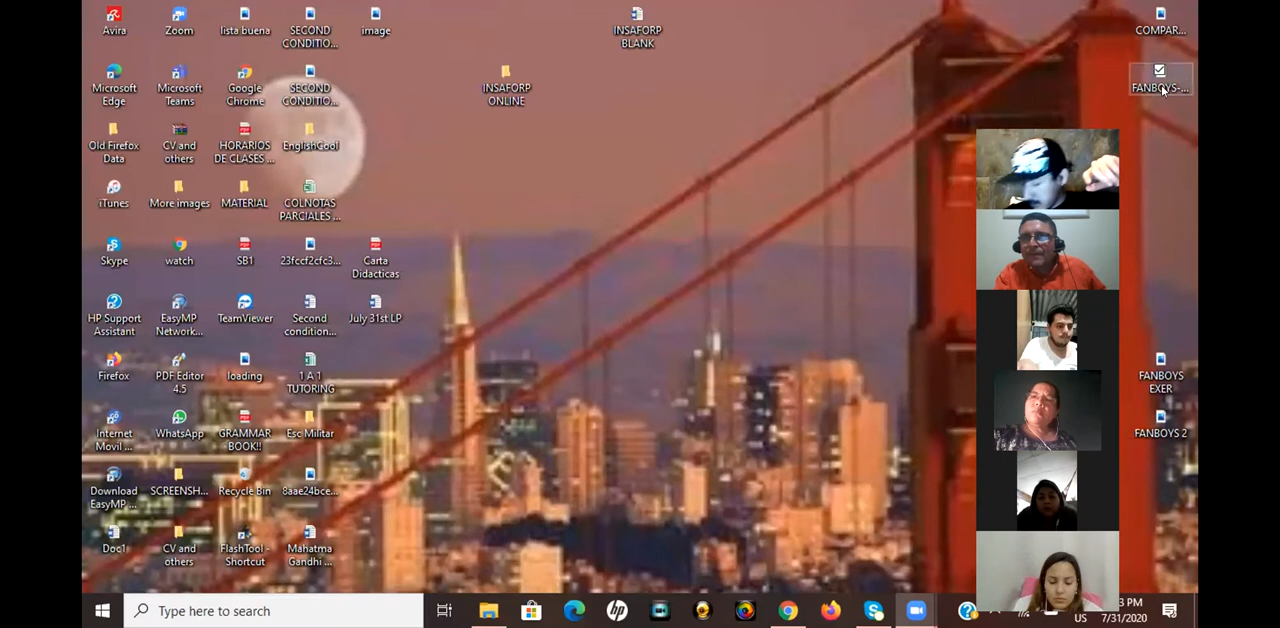 Avira
Zoom
lista buena
SECOND
CONDITIO...
image
INSAFORP
BLANK
COMPAR...
Microsoft
Edge
Microsoft
Teams
Google
Chrome
SECOND
CONDITIO...
INSAFORP
ONLINE
FANBOYS-...
Old Firefox
Data
CV and
others
HORARIOS
DE CLASES ...
EnglishCool
iTunes
More images
MATERIAL
COLNOTAS
PARCIALES ...
Skype
watch
SB1
23fccf2cfc3...
Carta
Didacticas
HP Support
Assistant
EasyMP
Network...
TeamViewer
Second
condition...
July 31st LP
Firefox
PDF Editor
4.5
loading
1 A 1
TUTORING
FANBOYS
EXER
Internet
Movil ...
WhatsApp
GRAMMAR
BOOK!!
Esc Militar
FANBOYS 2
Download
EasyMP ...
SCREENSH...
Recycle Bin
8aae24bce...
Doc1
CV and
others
FlashTool -
Shortcut
Mahatma
Gandhi ...
Type here to search
hp
US
3 PM
7/31/2020